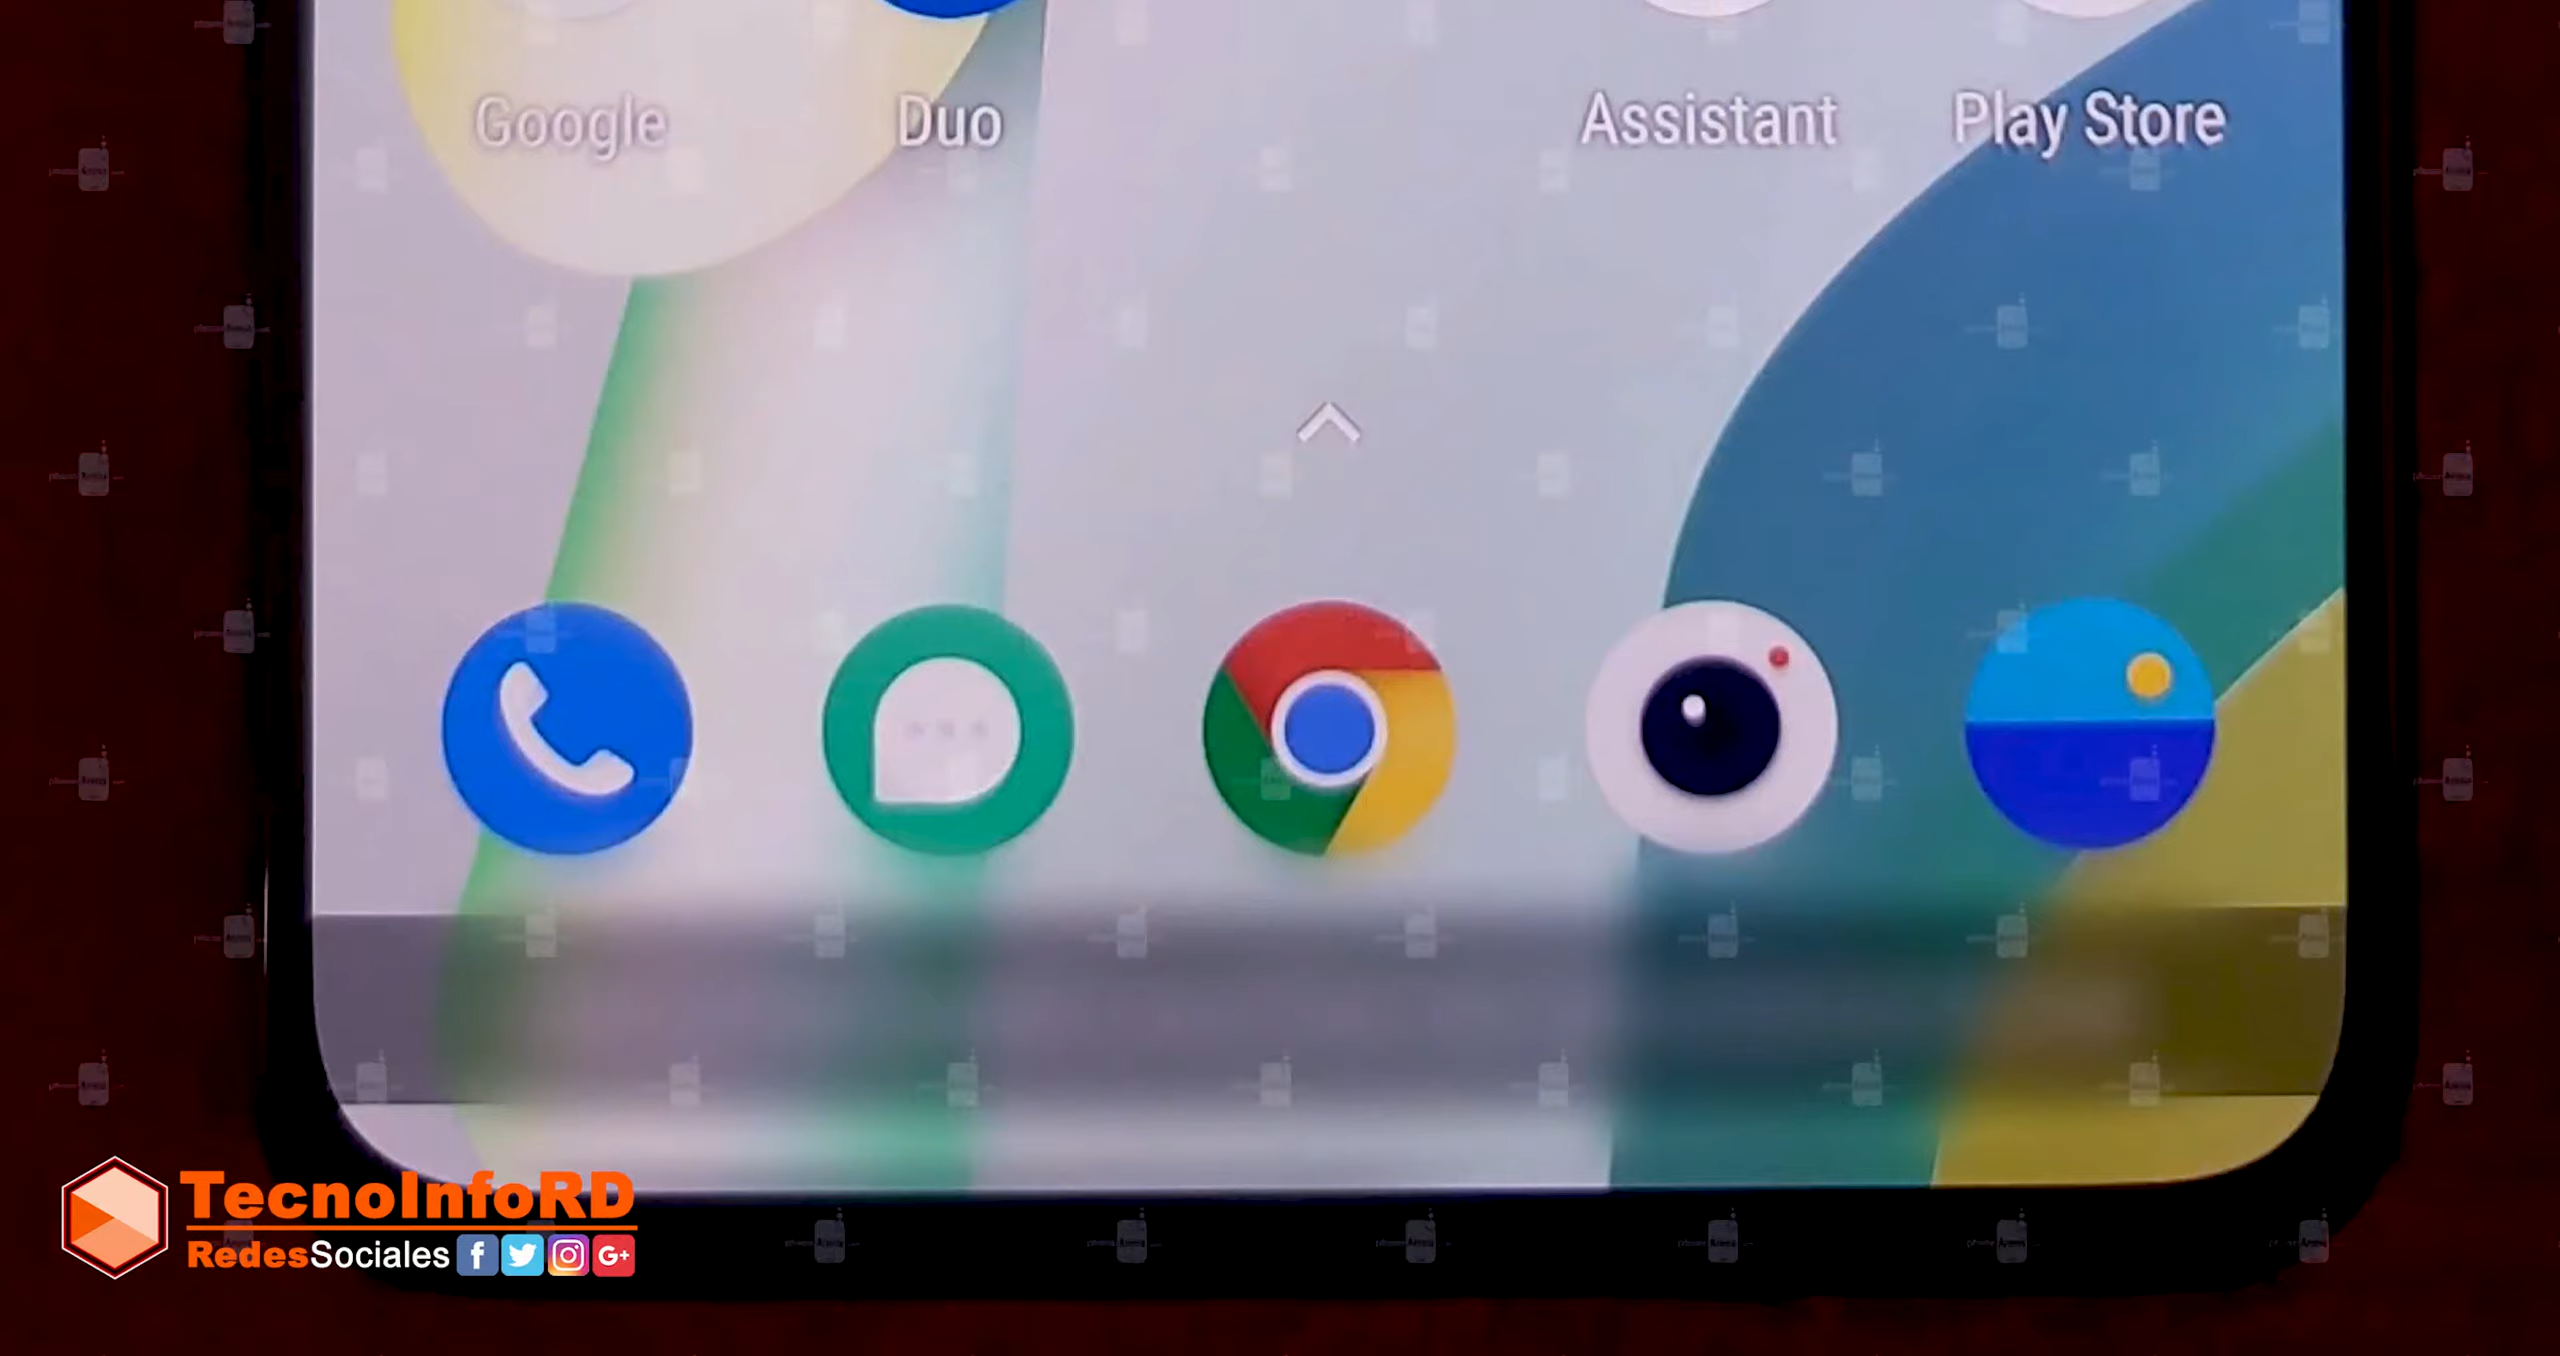 Google
Duo
Assistant
Play Store
TecnoInfoRD
RedesSociales
f
G+